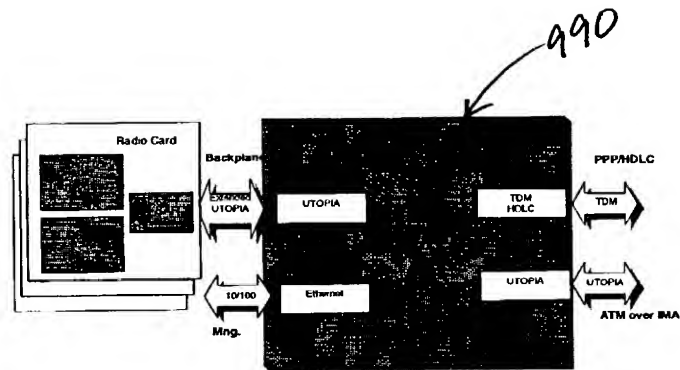 990
Radio Card
Backplane
PPP/HDLC
Extended
UTOPIA
UTOPIA
TDM
HDLC
TDM
10/100
Ethernet
UTOPIA
UTOPIA
Mng.
ATM over IMA